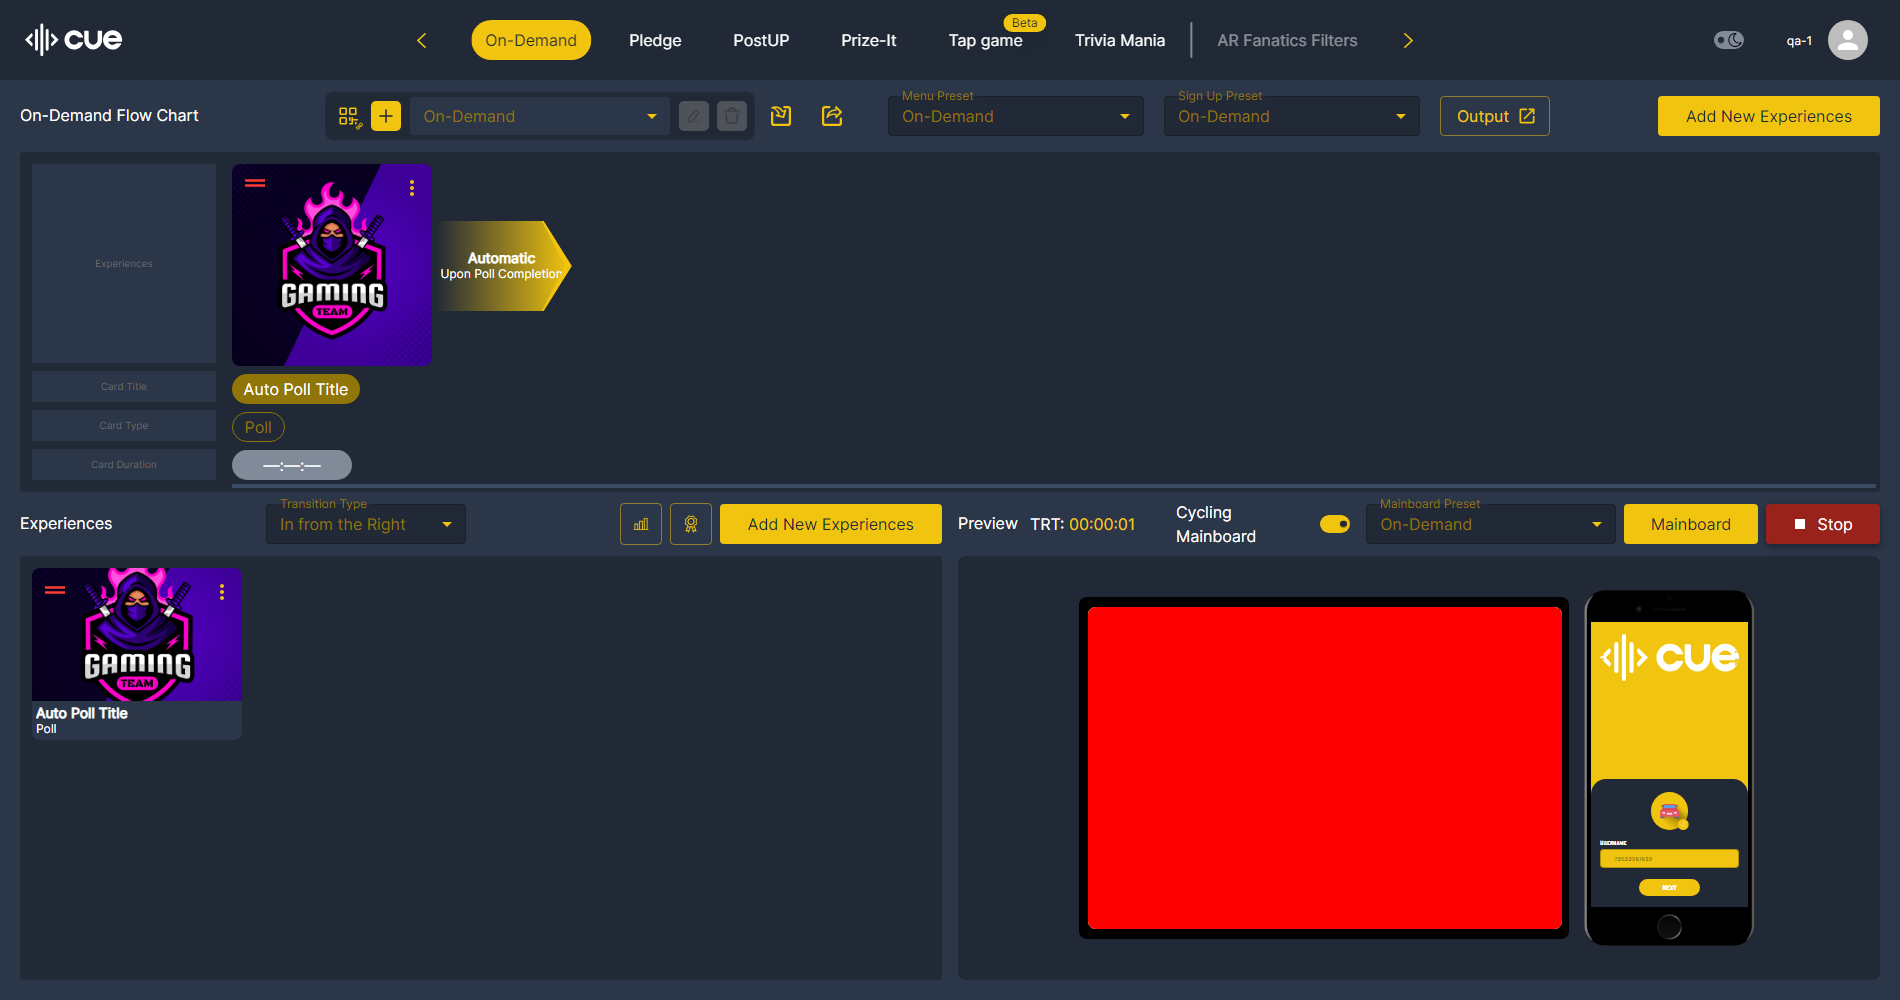 cue
On-Demand
Pledge
PostUP
Prize-It
Tap game
Beta
Trivia Mania
AR Fanatics Filters
qa-1
On-Demand Flow Chart
On-Demand
Menu Preset
On-Demand
Sign Up Preset
On-Demand
Output
Add New Experiences
Experiences
GAMING
TEAM
Automatic
Upon Poll Completion
Card Title
Auto Poll Title
Card Type
Poll
Card Duration
—:—:—
Experiences
Transition Type
In from the Right
Add New Experiences
Preview
TRT: 00:00:01
Cycling
Mainboard
Mainboard Preset
On-Demand
Mainboard
Stop
GAMING
TEAM
Auto Poll Title
Poll
cue
USERNAME
NEXT